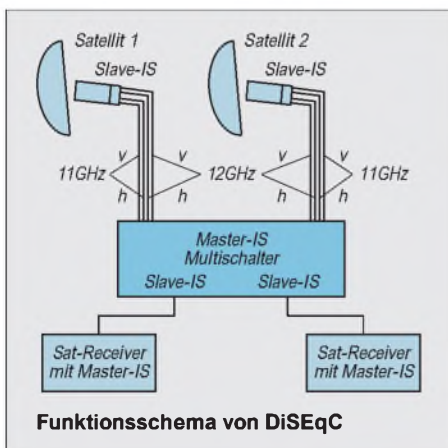 Satellit 1
Satellit 2
Slave-IS
Slave-IS
v
v
v
v
11GHz
12GHz
11GHz
h
h
h
h
Master-IS
Multischalter
Slave-IS
Slave-IS
Sat-Receiver
mit Master-IS
Sat-Receiver
mit Master-IS
Funktionsschema von DiSEqC